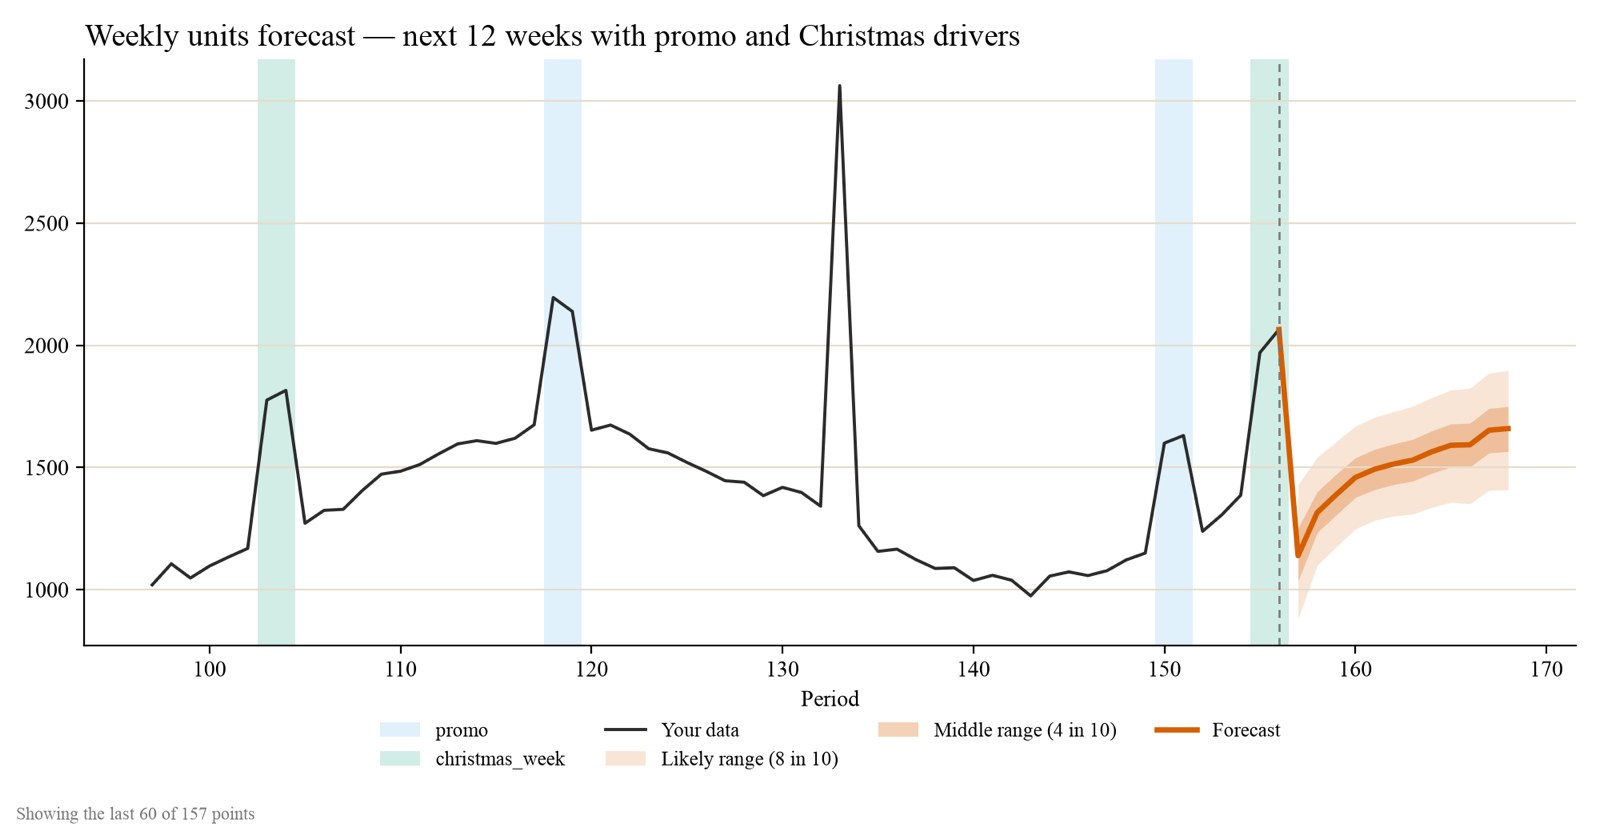 Weekly units forecast — next 12 weeks with promo and Christmas drivers
3000
2500
2000
1500
1000
100 110 120 130 140 150 160 170
Period
promo Your data Middle range (4 in 10) Forecast
christmas_week Likely range (8 in 10)
Showing the last 60 of 157 points